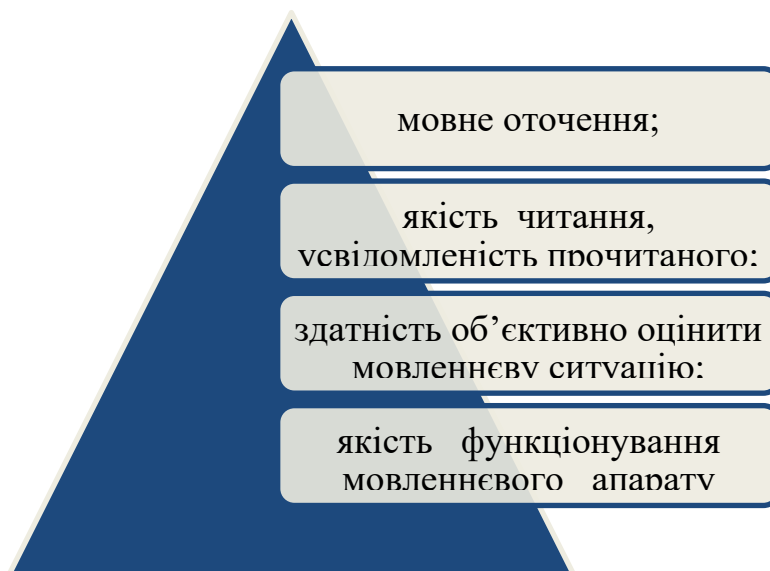 мовне оточення;
якість читання,
усвідомленість прочитаного;
здатність об’єктивно оцінити
мовленнєву ситуацію;
якість функціонування
мовленнєвого апарату